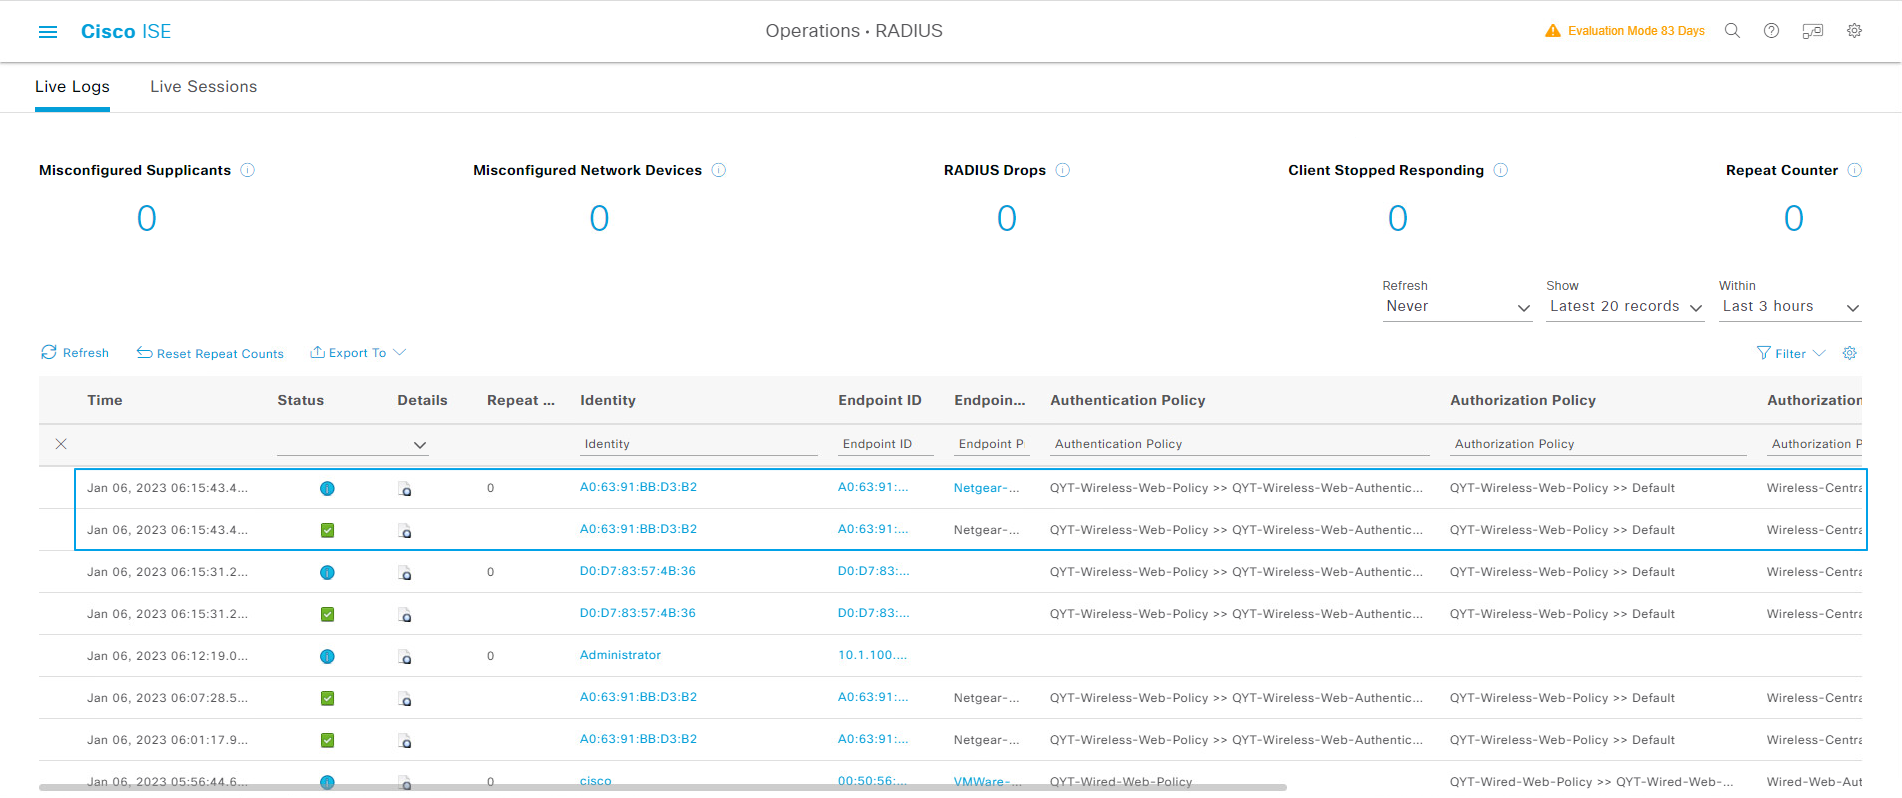 Cisco ISE
Operations · RADIUS
Evaluation Mode 83 Days
Live Logs
Live Sessions
Misconfigured Supplicants
Misconfigured Network Devices
RADIUS Drops
Client Stopped Responding
Repeat Counter
0
0
0
0
0
Refresh
Show
Within
Never
Latest 20 records
Last 3 hours
Refresh
Reset Repeat Counts
Export To
Filter
Time Status Details Repeat ... Identity Endpoint ID Endpoin... Authentication Policy Authorization Policy Authorization
Identity Endpoint ID Endpoint P Authentication Policy Authorization Policy Authorization P
Jan 06, 2023 06:15:43.4... 0 A0:63:91:BB:D3:B2 A0:63:91:... Netgear-... QYT-Wireless-Web-Policy >> QYT-Wireless-Web-Authentic... QYT-Wireless-Web-Policy >> Default Wireless-Centra
Jan 06, 2023 06:15:43.4... A0:63:91:BB:D3:B2 A0:63:91:... Netgear-... QYT-Wireless-Web-Policy >> QYT-Wireless-Web-Authentic... QYT-Wireless-Web-Policy >> Default Wireless-Centra
Jan 06, 2023 06:15:31.2... 0 D0:D7:83:57:4B:36 D0:D7:83:... QYT-Wireless-Web-Policy >> QYT-Wireless-Web-Authentic... QYT-Wireless-Web-Policy >> Default Wireless-Centra
Jan 06, 2023 06:15:31.2... D0:D7:83:57:4B:36 D0:D7:83:... QYT-Wireless-Web-Policy >> QYT-Wireless-Web-Authentic... QYT-Wireless-Web-Policy >> Default Wireless-Centra
Jan 06, 2023 06:12:19.0... 0 Administrator 10.1.100....
Jan 06, 2023 06:07:28.5... A0:63:91:BB:D3:B2 A0:63:91:... Netgear-... QYT-Wireless-Web-Policy >> QYT-Wireless-Web-Authentic... QYT-Wireless-Web-Policy >> Default Wireless-Centra
Jan 06, 2023 06:01:17.9... A0:63:91:BB:D3:B2 A0:63:91:... Netgear-... QYT-Wireless-Web-Policy >> QYT-Wireless-Web-Authentic... QYT-Wireless-Web-Policy >> Default Wireless-Centra
Jan 06, 2023 05:56:44.6... 0 cisco 00:50:56:... VMWare-... QYT-Wired-Web-Policy QYT-Wired-Web-Policy >> QYT-Wired-Web-... Wired-Web-Aut